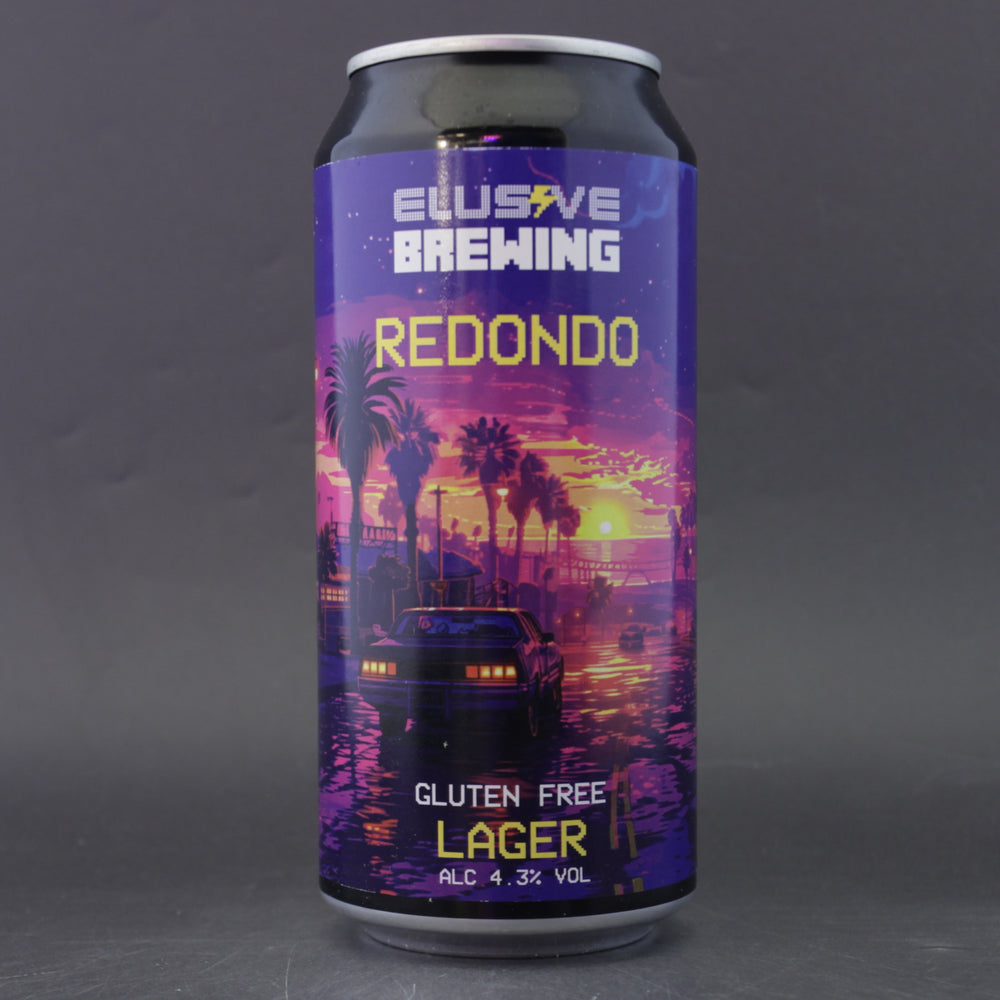 ELUSIVE
BREWING
REDONDO
GLUTEN FREE
LAGER
ALC 4.3% VOL